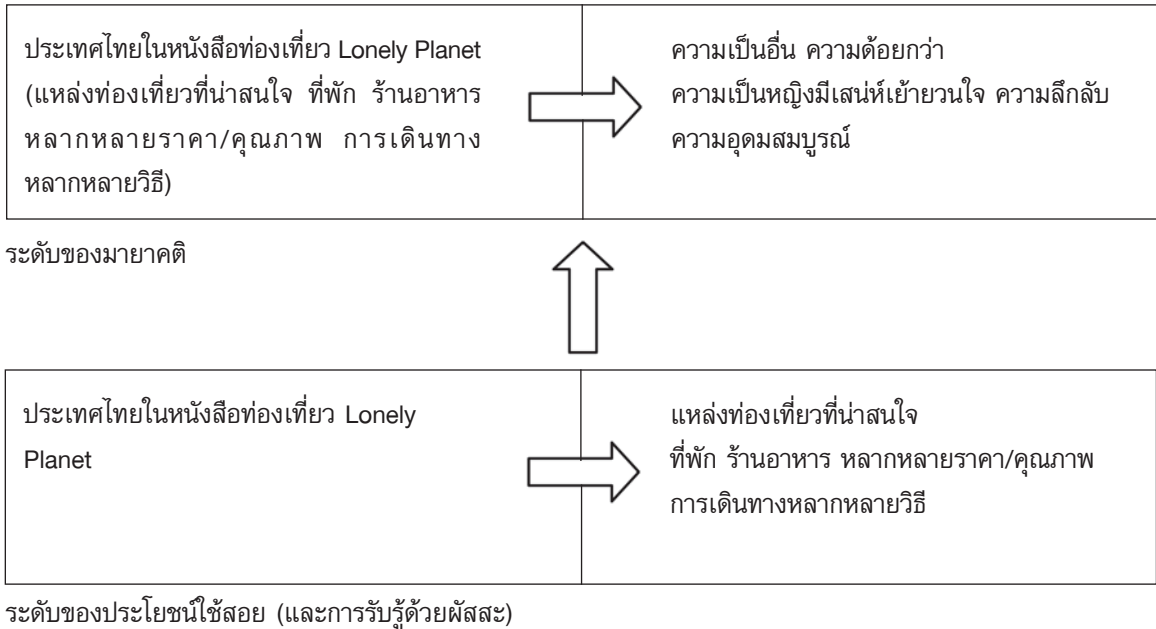 ประเทศไทยในหนังสือท่องเที่ยว Lonely Planet
(แหล่งท่องเที่ยวที่น่าสนใจ ที่พัก ร้านอาหาร
หลากหลายราคา/คุณภาพ การเดินทาง
หลากหลายวิธี)
ความเป็นอื่น ความด้อยกว่า
ความเป็นหญิงมีเสน่ห์เย้ายวนใจ ความลึกลับ
ความอุดมสมบูรณ์
ระดับของมายาคติ
ประเทศไทยในหนังสือท่องเที่ยว Lonely
Planet
แหล่งท่องเที่ยวที่น่าสนใจ
ที่พัก ร้านอาหาร หลากหลายราคา/คุณภาพ
การเดินทางหลากหลายวิธี
ระดับของประโยชน์ใช้สอย (และการรับรู้ด้วยผัสสะ)